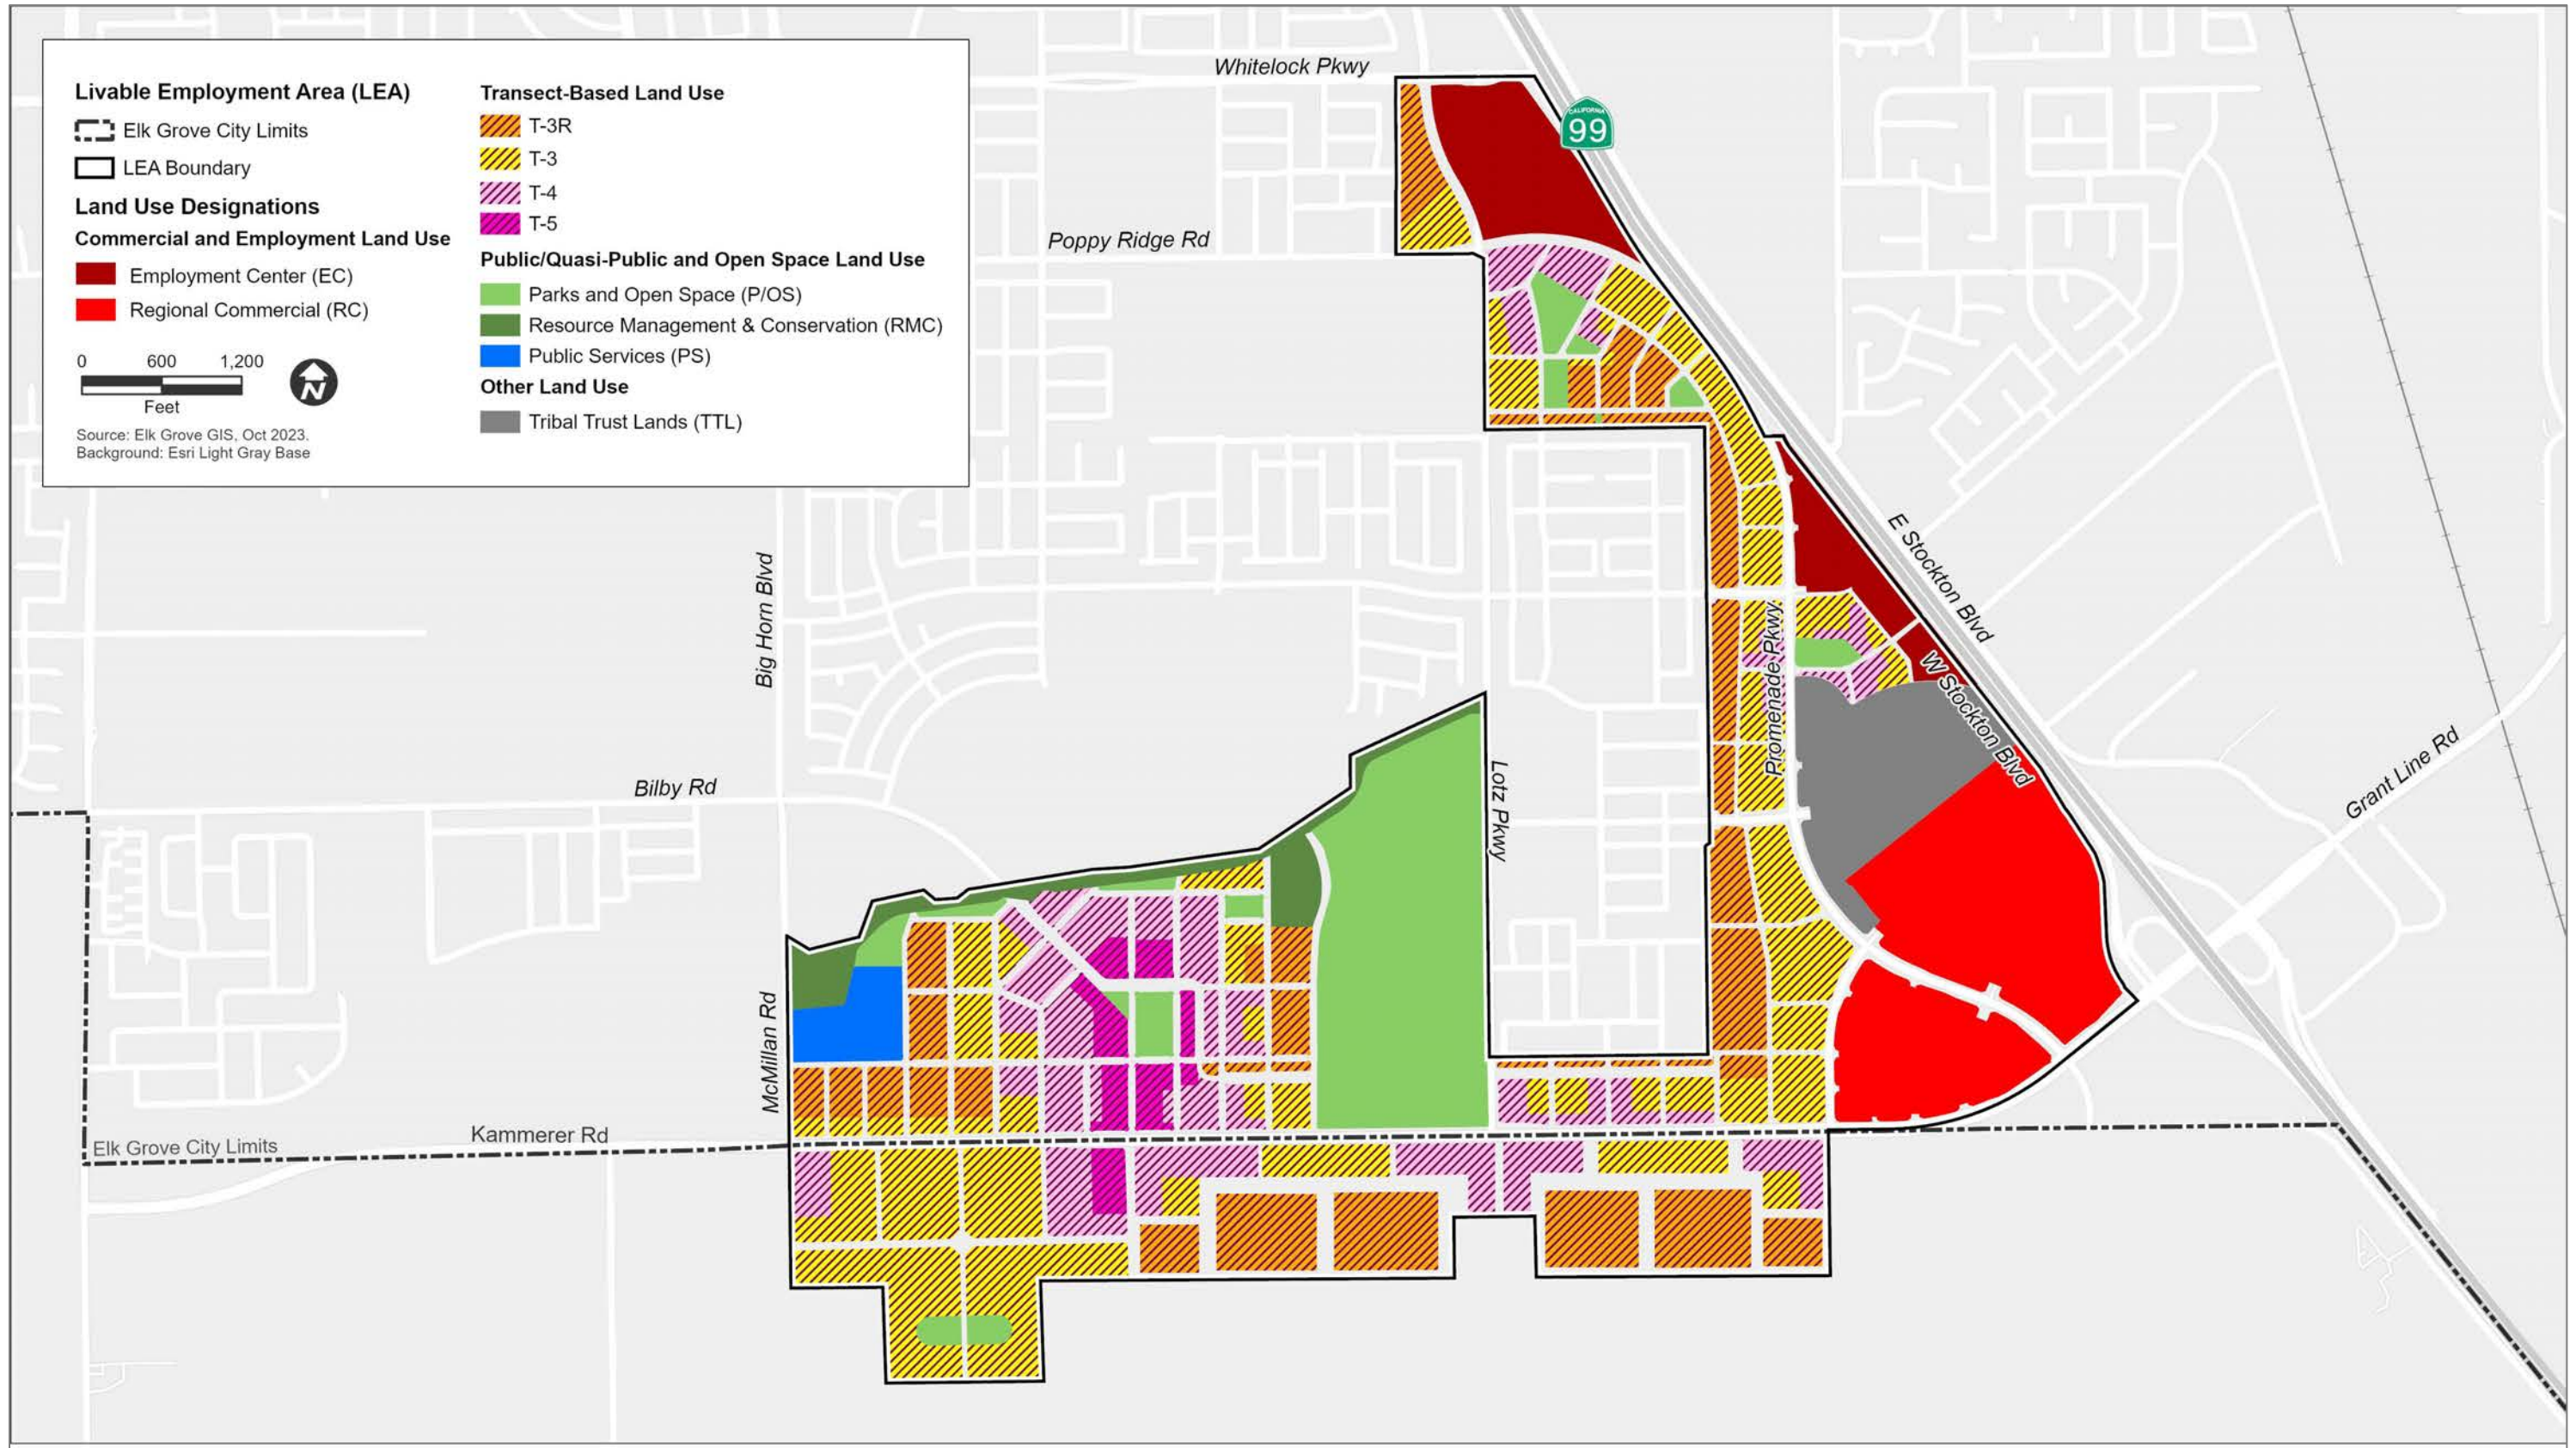 Livable Employment Area (LEA)
Elk Grove City Limits
LEA Boundary
Land Use Designations
Commercial and Employment Land Use
Employment Center (EC)
Regional Commercial (RC)
0 600 1,200
Feet
N
Source: Elk Grove GIS, Oct 2023.
Background: Esri Light Gray Base
Transect-Based Land Use
T-3R
T-3
T-4
T-5
Public/Quasi-Public and Open Space Land Use
Parks and Open Space (P/OS)
Resource Management & Conservation (RMC)
Public Services (PS)
Other Land Use
Tribal Trust Lands (TTL)
Whitelock Pkwy
CALIFORNIA
99
Poppy Ridge Rd
E Stockton Blvd
Big Horn Blvd
Promenade Pkwy
W Stockton Blvd
Grant Line Rd
Bilby Rd
Lotz Pkwy
McMillan Rd
Kammerer Rd
Elk Grove City Limits